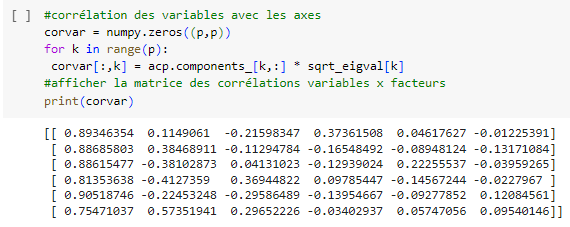 [ ] #corrélation des variables avec les axes
corvar = numpy.zeros((p,p))
for k in range(p):
 corvar[:,k] = acp.components_[k,:] * sqrt_eigval[k]
#afficher la matrice des corrélations variables x facteurs
print(corvar)
[[ 0.89346354  0.1149061  -0.21598347  0.37361508  0.04617627 -0.01225391]
 [ 0.88685803  0.38468911 -0.11294784 -0.16548492 -0.08948124 -0.13171084]
 [ 0.88615477 -0.38102873  0.04131023 -0.12939024  0.22255537 -0.03959265]
 [ 0.81353638 -0.4127359   0.36944822  0.09785447 -0.14567244 -0.0227967 ]
 [ 0.90518746 -0.22453248 -0.29586489 -0.13954667 -0.09277852  0.12084561]
 [ 0.75471037  0.57351941  0.29652226 -0.03402937  0.05747056  0.09540146]]